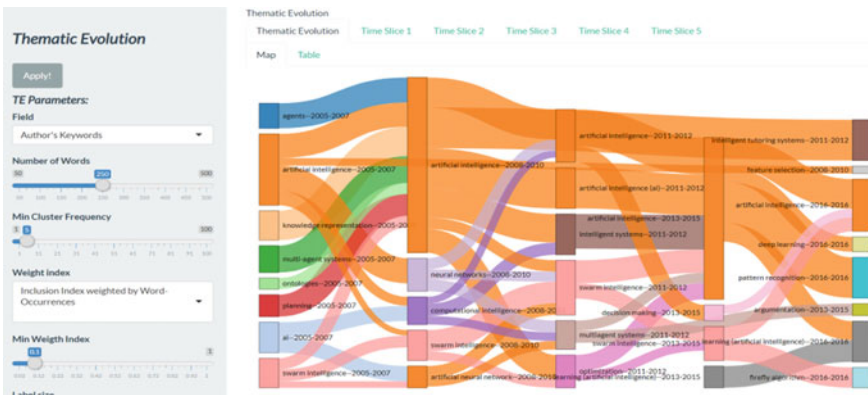 Thematic Evolution
Apply!
TE Parameters:
Field
Author's Keywords
Number of Words
50 250 500
Min Cluster Frequency
1 5 100
Weight index
Inclusion Index weighted by Word-
Occurrences
Min Weigth Index
0 0.1 1
Label size
Thematic Evolution
Thematic Evolution Time Slice 1 Time Slice 2 Time Slice 3 Time Slice 4 Time Slice 5
Map Table
agents--2005-2007
artificial intelligence--2005-2007
knowledge representation--2005-2007
multi-agent systems--2005-2007
ontologies--2005-2007
planning--2005-2007
ai--2005-2007
swarm intelligence--2005-2007
artificial intelligence--2008-2010
neural networks--2008-2010
computational intelligence--2008-2010
swarm intelligence--2008-2010
artificial neural network--2008-2010
artificial intelligence--2011-2012
artificial intelligence (ai)--2011-2012
artificial intelligence--2013-2015
intelligent systems--2011-2012
swarm intelligence--2011-2012
decision making--2013-2015
multiagent systems--2011-2012
swarm intelligence--2013-2015
optimization--2011-2012
learning (artificial intelligence)--2013-2015
intelligent tutoring systems--2011-2012
feature selection--2008-2010
artificial intelligence--2016-2016
deep learning--2016-2016
pattern recognition--2016-2016
argumentation--2013-2015
learning (artificial intelligence)--2016-2016
firefly algorithm--2016-2016